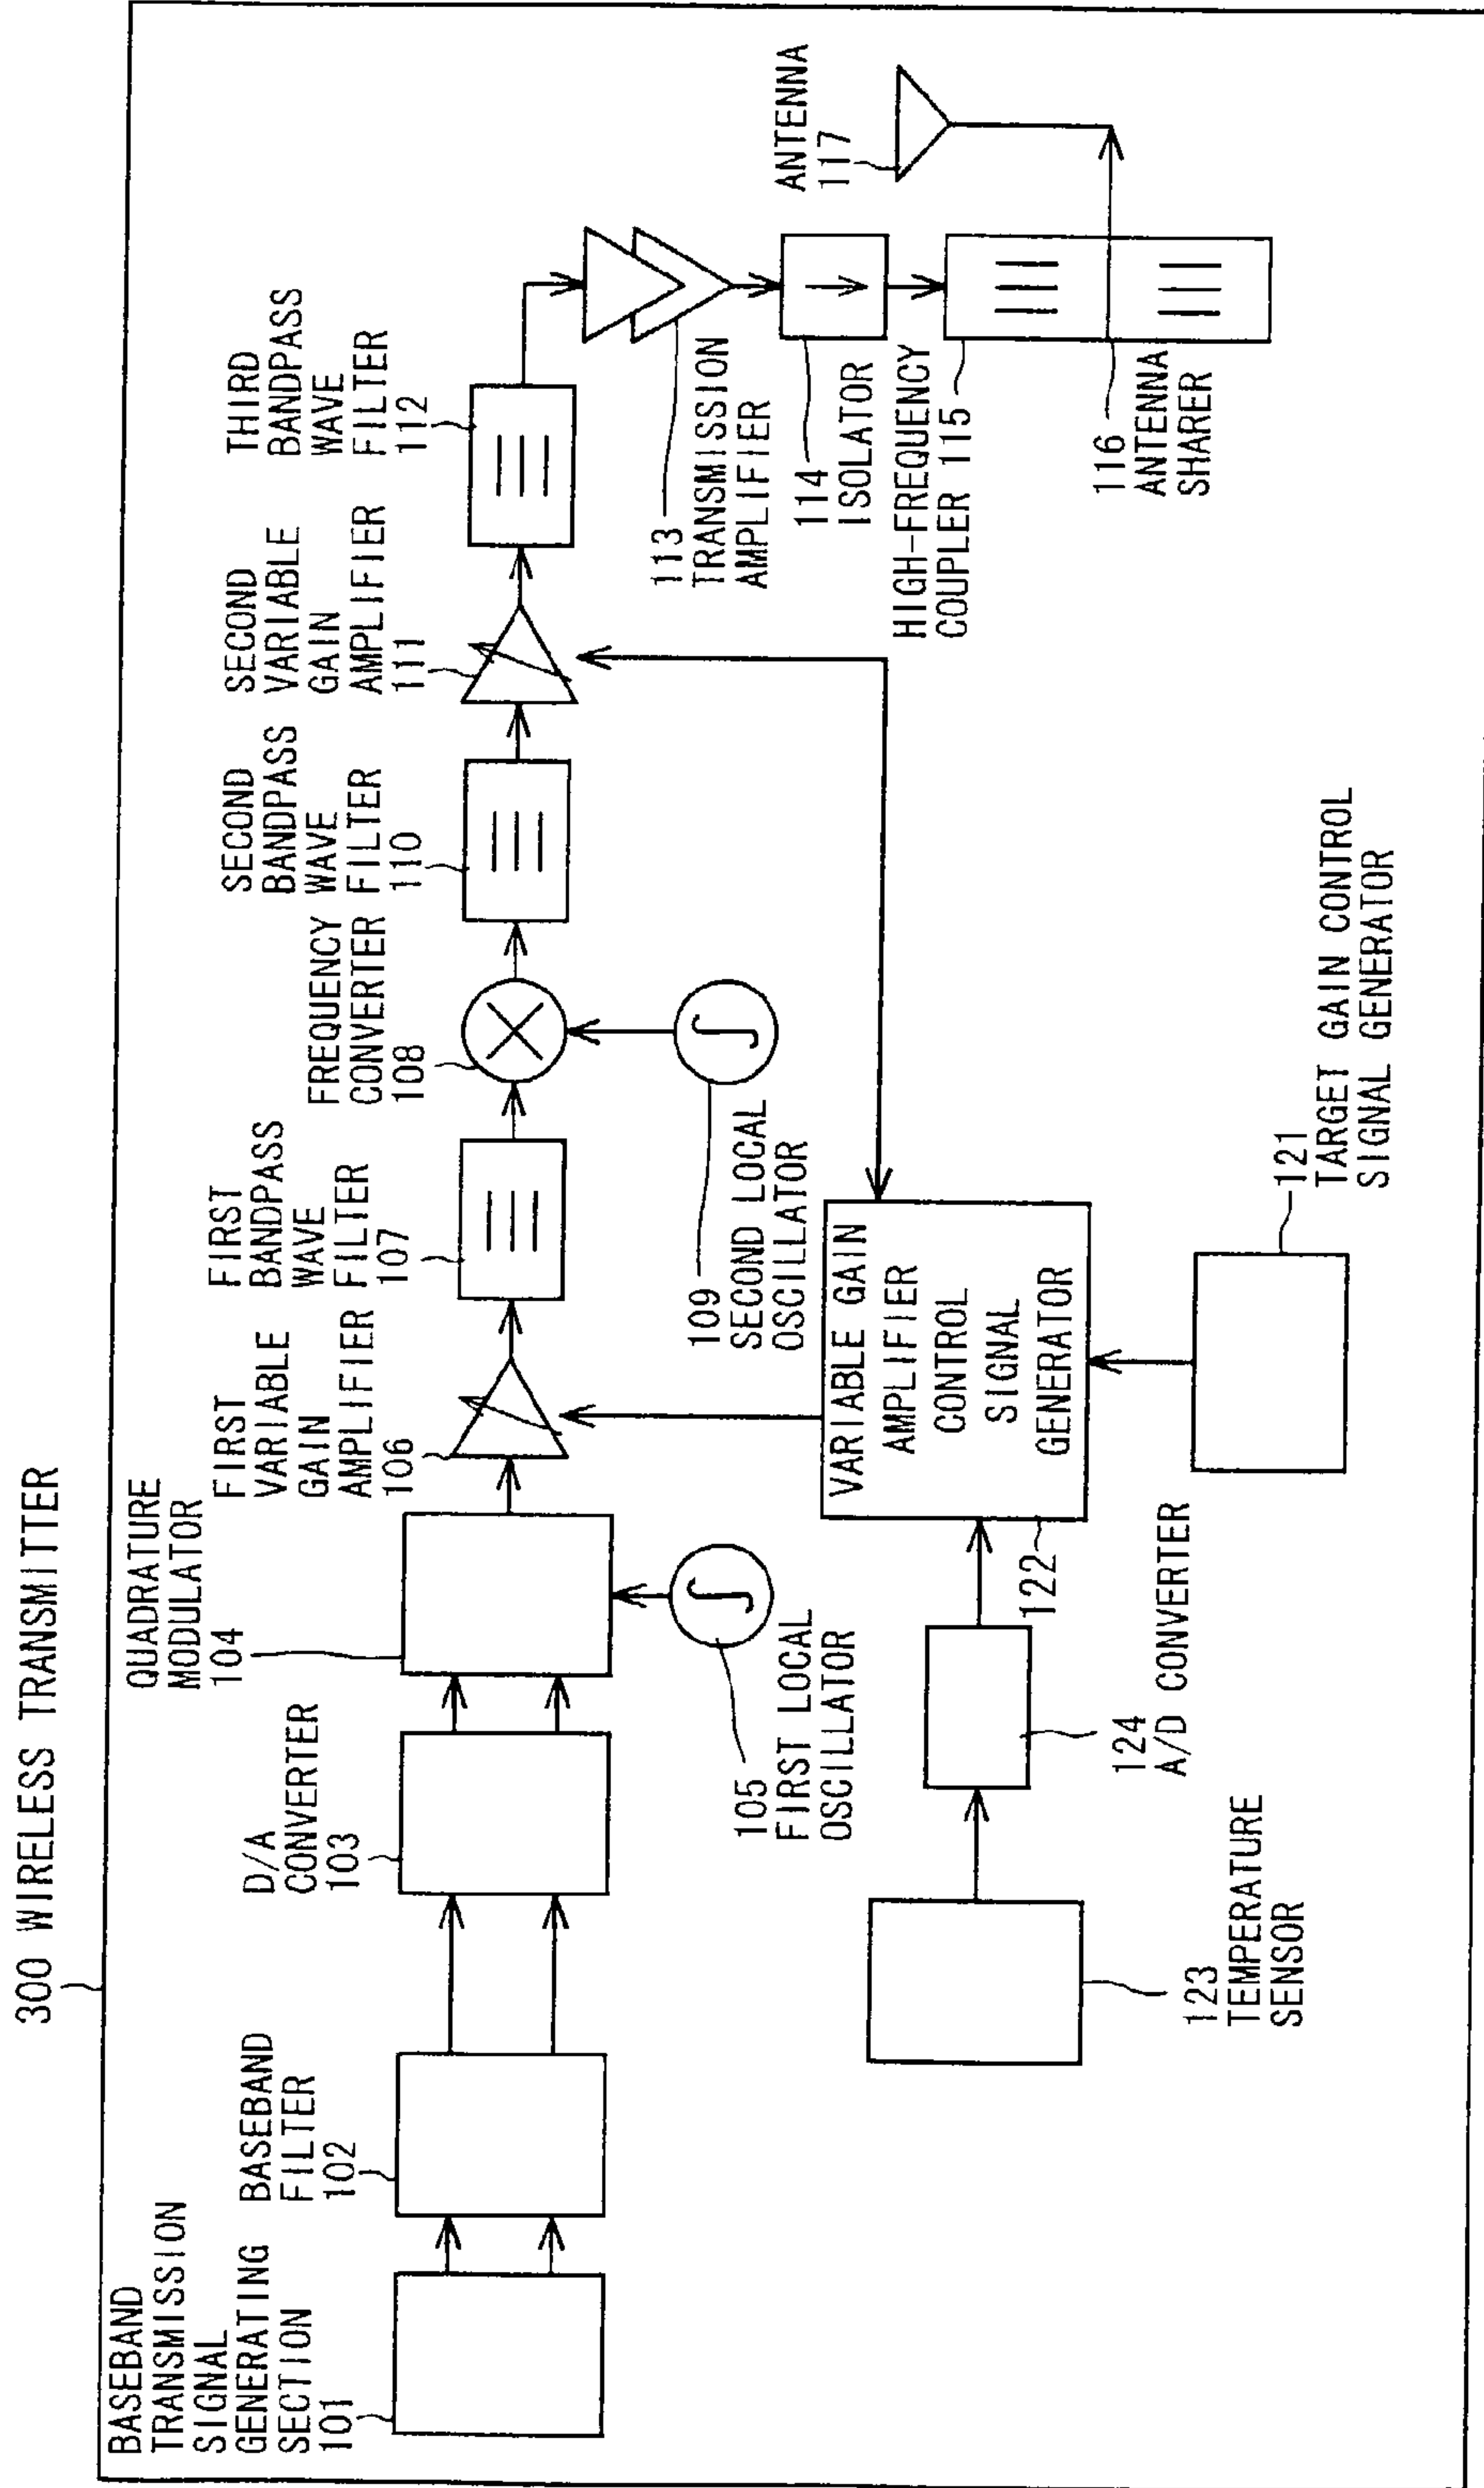 300 WIRELESS TRANSMITTER
BASEBAND
TRANSMISSION
SIGNAL
GENERATING
SECTION
101
BASEBAND
FILTER
102
D/A
CONVERTER
103
QUADRATURE
MODULATOR
104
FIRST
VARIABLE
GAIN
AMPLIFIER
106
FIRST
BANDPASS
WAVE
FILTER
107
FREQUENCY
CONVERTER
108
SECOND
BANDPASS
WAVE
FILTER
110
SECOND
VARIABLE
GAIN
AMPLIFIER
111
THIRD
BANDPASS
WAVE
FILTER
112
105
FIRST LOCAL
OSCILLATOR
109
SECOND LOCAL
OSCILLATOR
113
TRANSMISSION
AMPLIFIER
114
ISOLATOR
HIGH-FREQUENCY
COUPLER 115
116
ANTENNA
SHARER
ANTENNA
117
VARIABLE GAIN
AMPLIFIER
CONTROL
SIGNAL
GENERATOR
122
123
TEMPERATURE
SENSOR
124
A/D CONVERTER
121
TARGET GAIN CONTROL
SIGNAL GENERATOR